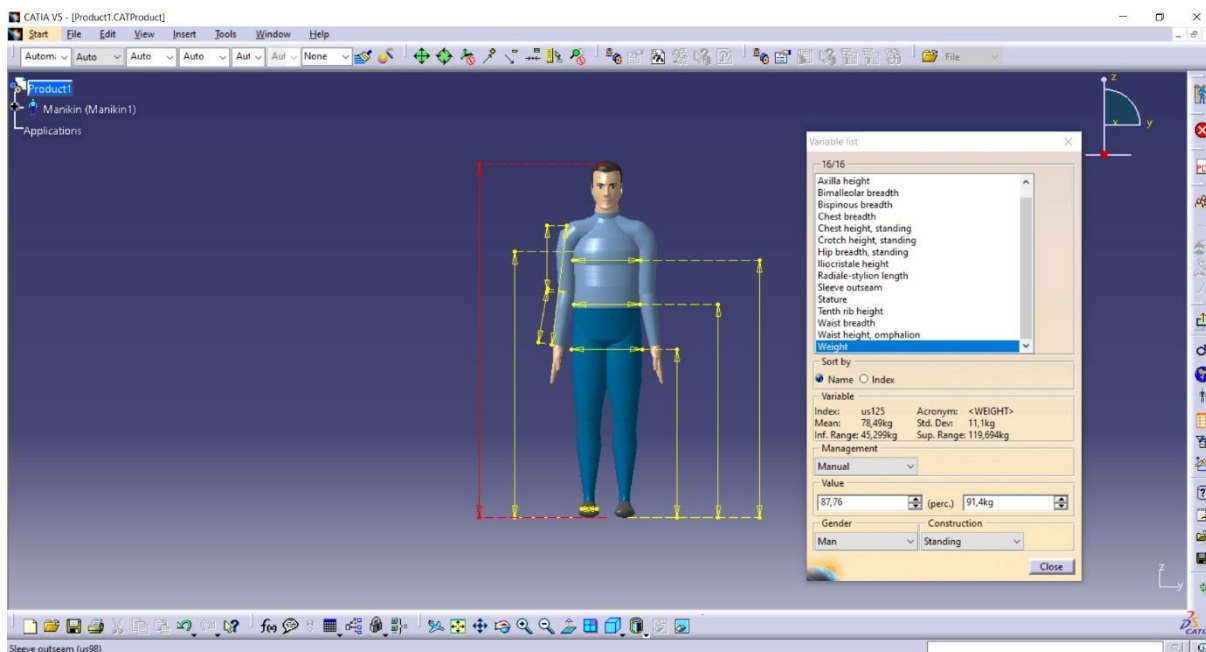 CATIA V5 - [Product1.CATProduct]
Start File Edit View Insert Tools Window Help
Autom: Auto Auto Auto Aut Aut None File
Product1
Manikin (Manikin1)
Applications
z
x y
Variable list
16/16
Axilla height
Bimalleolar breadth
Bispinous breadth
Chest breadth
Chest height, standing
Crotch height, standing
Hip breadth, standing
Iliocristale height
Radiale-stylion length
Sleeve outseam
Stature
Tenth rib height
Waist breadth
Waist height, omphalion
Weight
Sort by
Name Index
Variable
Index: us125 Acronym: <WEIGHT>
Mean: 78,49kg Std. Dev: 11,1kg
Inf. Range: 45,299kg Sup. Range: 119,694kg
Management
Manual
Value
87,76 (perc.) 91,4kg
Gender Construction
Man Standing
Close
z
y
f(x)
CATIA
Sleeve outseam (us98)